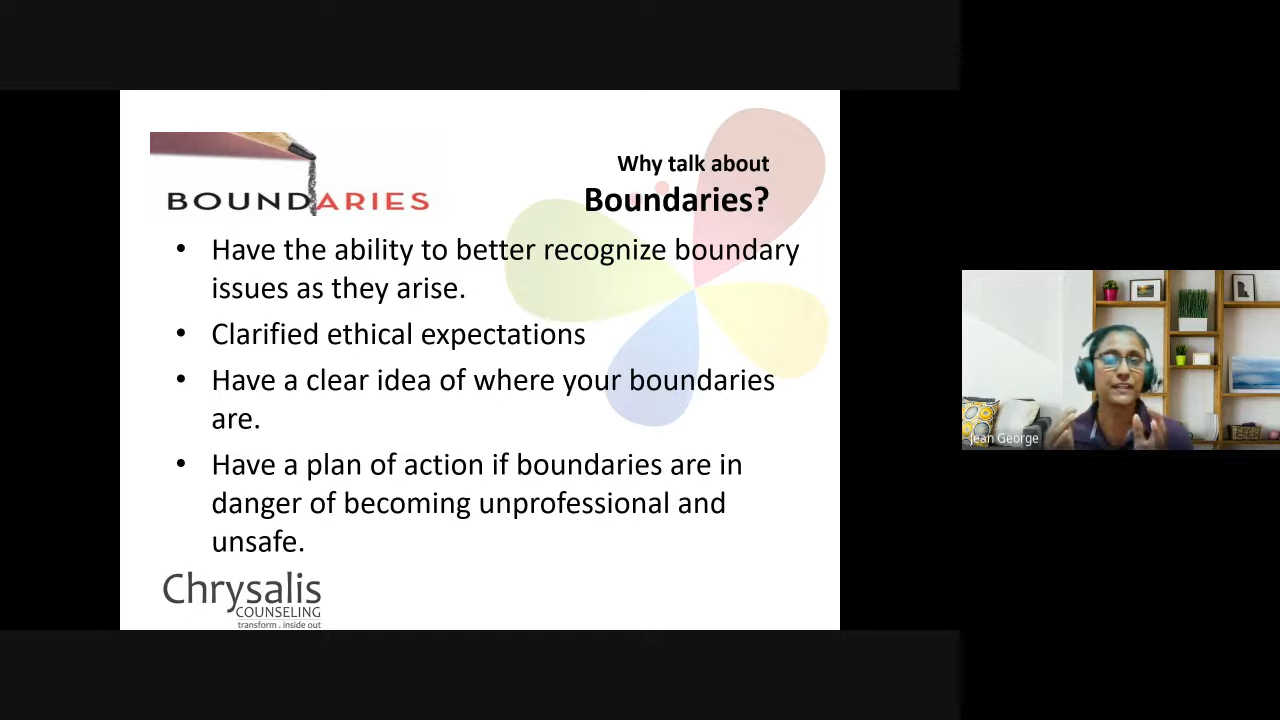 Why talk about
BOUNDARIES
Boundaries?
• Have the ability to better recognize boundary
issues as they arise.
• Clarified ethical expectations
• Have a clear idea of where your boundaries
are.
• Have a plan of action if boundaries are in
danger of becoming unprofessional and
unsafe.
Chrysalis
COUNSELING
transform . inside out
Jean George